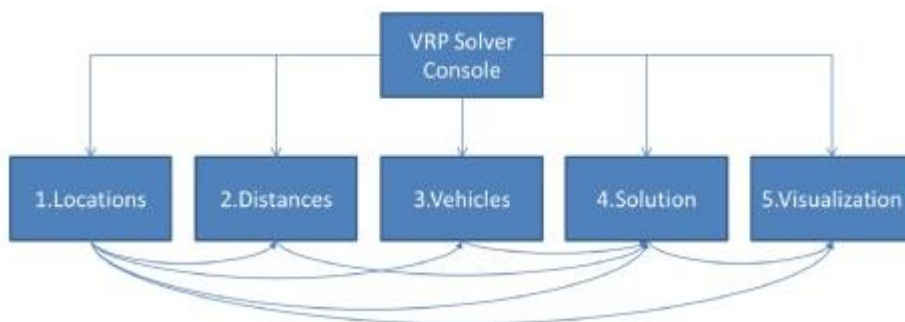 VRP Solver
Console
1.Locations
2.Distances
3.Vehicles
4.Solution
5.Visualization